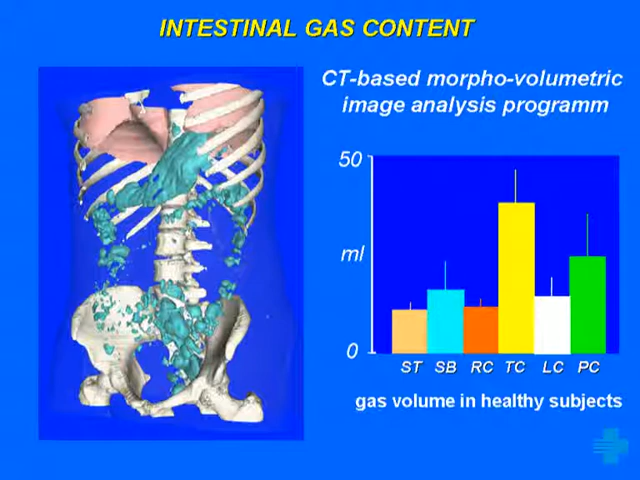 INTESTINAL GAS CONTENT
CT-based morpho-volumetric
image analysis programm
50
ml
0
ST SB RC TC LC PC
gas volume in healthy subjects